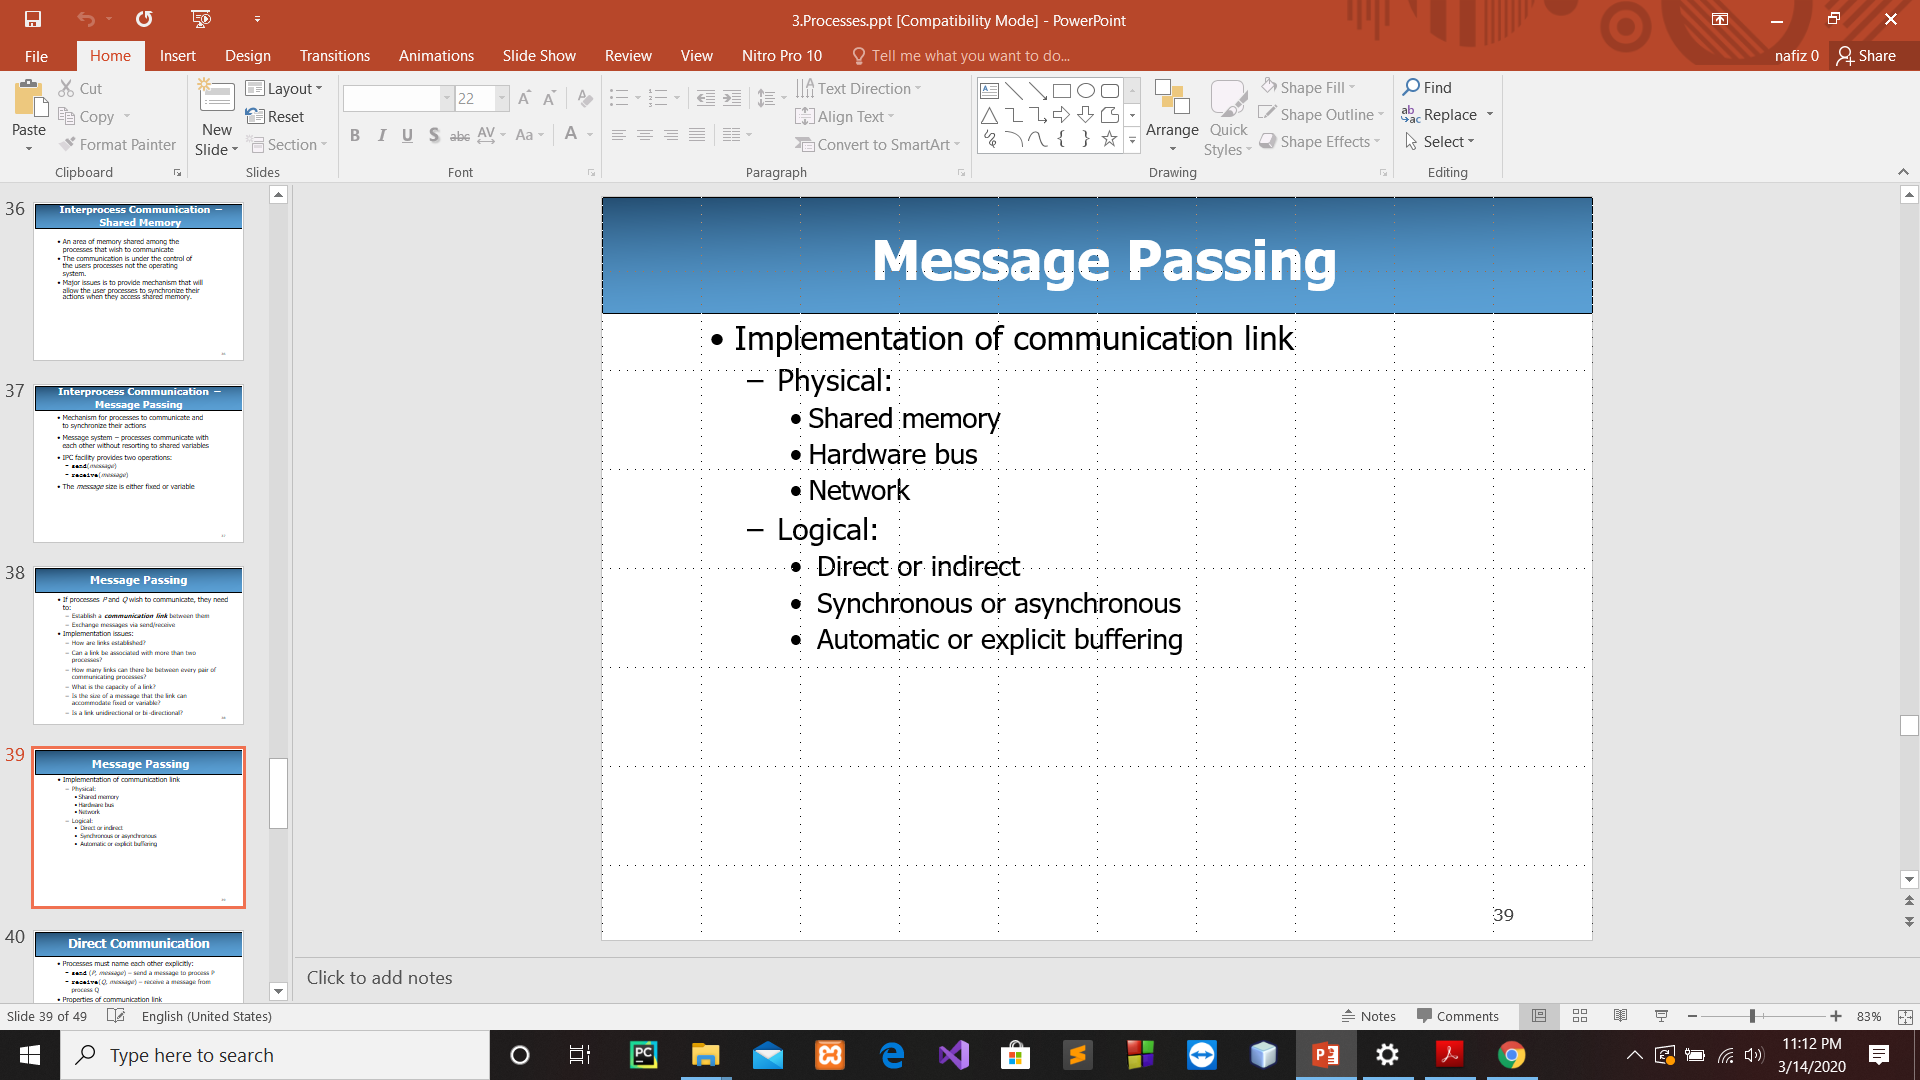 3.Processes.ppt [Compatibility Mode] - PowerPoint
File Home Insert Design Transitions Animations Slide Show Review View Nitro Pro 10 Tell me what you want to do... nafiz 0 Share
Paste
Cut
Copy
Format Painter
Clipboard
New
Slide
Layout
Reset
Section
Slides
22
B I U S abc AV Aa A
Font
Text Direction
Align Text
Convert to SmartArt
Paragraph
Arrange
Quick
Styles
Shape Fill
Shape Outline
Shape Effects
Drawing
Find
Replace
Select
Editing
36
Interprocess Communication –
Shared Memory
• An area of memory shared among the
processes that wish to communicate
• The communication is under the control of
the users processes not the operating
system.
• Major issues is to provide mechanism that will
allow the user processes to synchronize their
actions when they access shared memory.
37
Interprocess Communication –
Message Passing
• Mechanism for processes to communicate and
to synchronize their actions
• Message system – processes communicate with
each other without resorting to shared variables
• IPC facility provides two operations:
– send(message)
– receive(message)
• The message size is either fixed or variable
38
Message Passing
• If processes P and Q wish to communicate, they need
to:
– Establish a communication link between them
– Exchange messages via send/receive
• Implementation issues:
– How are links established?
– Can a link be associated with more than two
processes?
– How many links can there be between every pair of
communicating processes?
– What is the capacity of a link?
– Is the size of a message that the link can
accommodate fixed or variable?
– Is a link unidirectional or bi-directional?
39
Message Passing
• Implementation of communication link
– Physical:
• Shared memory
• Hardware bus
• Network
– Logical:
• Direct or indirect
• Synchronous or asynchronous
• Automatic or explicit buffering
40
Direct Communication
• Processes must name each other explicitly:
– send (P, message) – send a message to process P
– receive(Q, message) – receive a message from
process Q
• Properties of communication link
Message Passing
• Implementation of communication link
– Physical:
• Shared memory
• Hardware bus
• Network
– Logical:
• Direct or indirect
• Synchronous or asynchronous
• Automatic or explicit buffering
39
Click to add notes
Slide 39 of 49 English (United States) Notes Comments 83%
Type here to search
11:12 PM
3/14/2020